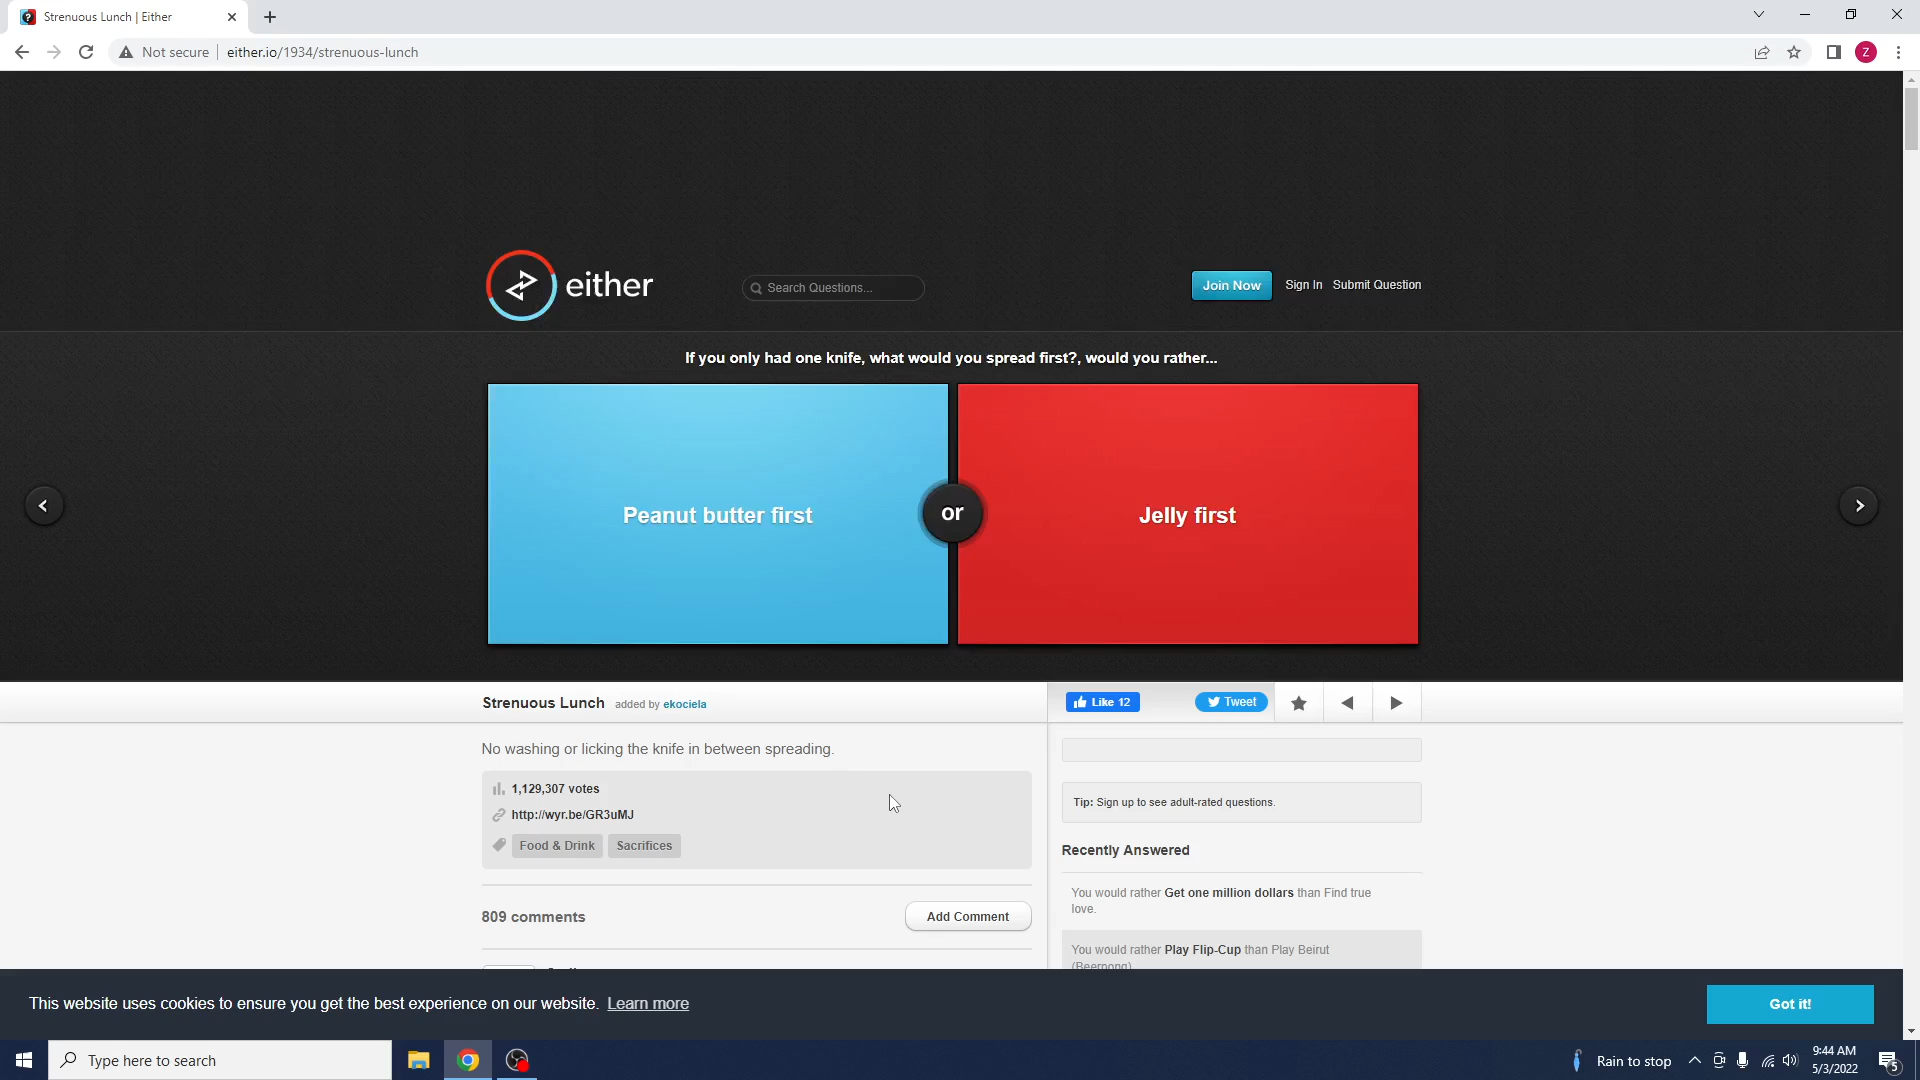 Strenuous Lunch | Either
Not secure
either.io/1934/strenuous-lunch
Z
either
Search Questions...
Join Now
Sign In
Submit Question
If you only had one knife, what would you spread first?, would you rather...
Peanut butter first
or
Jelly first
Strenuous Lunch added by ekociela
Like 12
Tweet
No washing or licking the knife in between spreading.
1,129,307 votes
http://wyr.be/GR3uMJ
Food & Drink
Sacrifices
809 comments
Add Comment
Tip: Sign up to see adult-rated questions.
Recently Answered
You would rather Get one million dollars than Find true
love.
You would rather Play Flip-Cup than Play Beirut
(Beerpong)
This website uses cookies to ensure you get the best experience on our website. Learn more
Got it!
Type here to search
Rain to stop
9:44 AM
5/3/2022
5